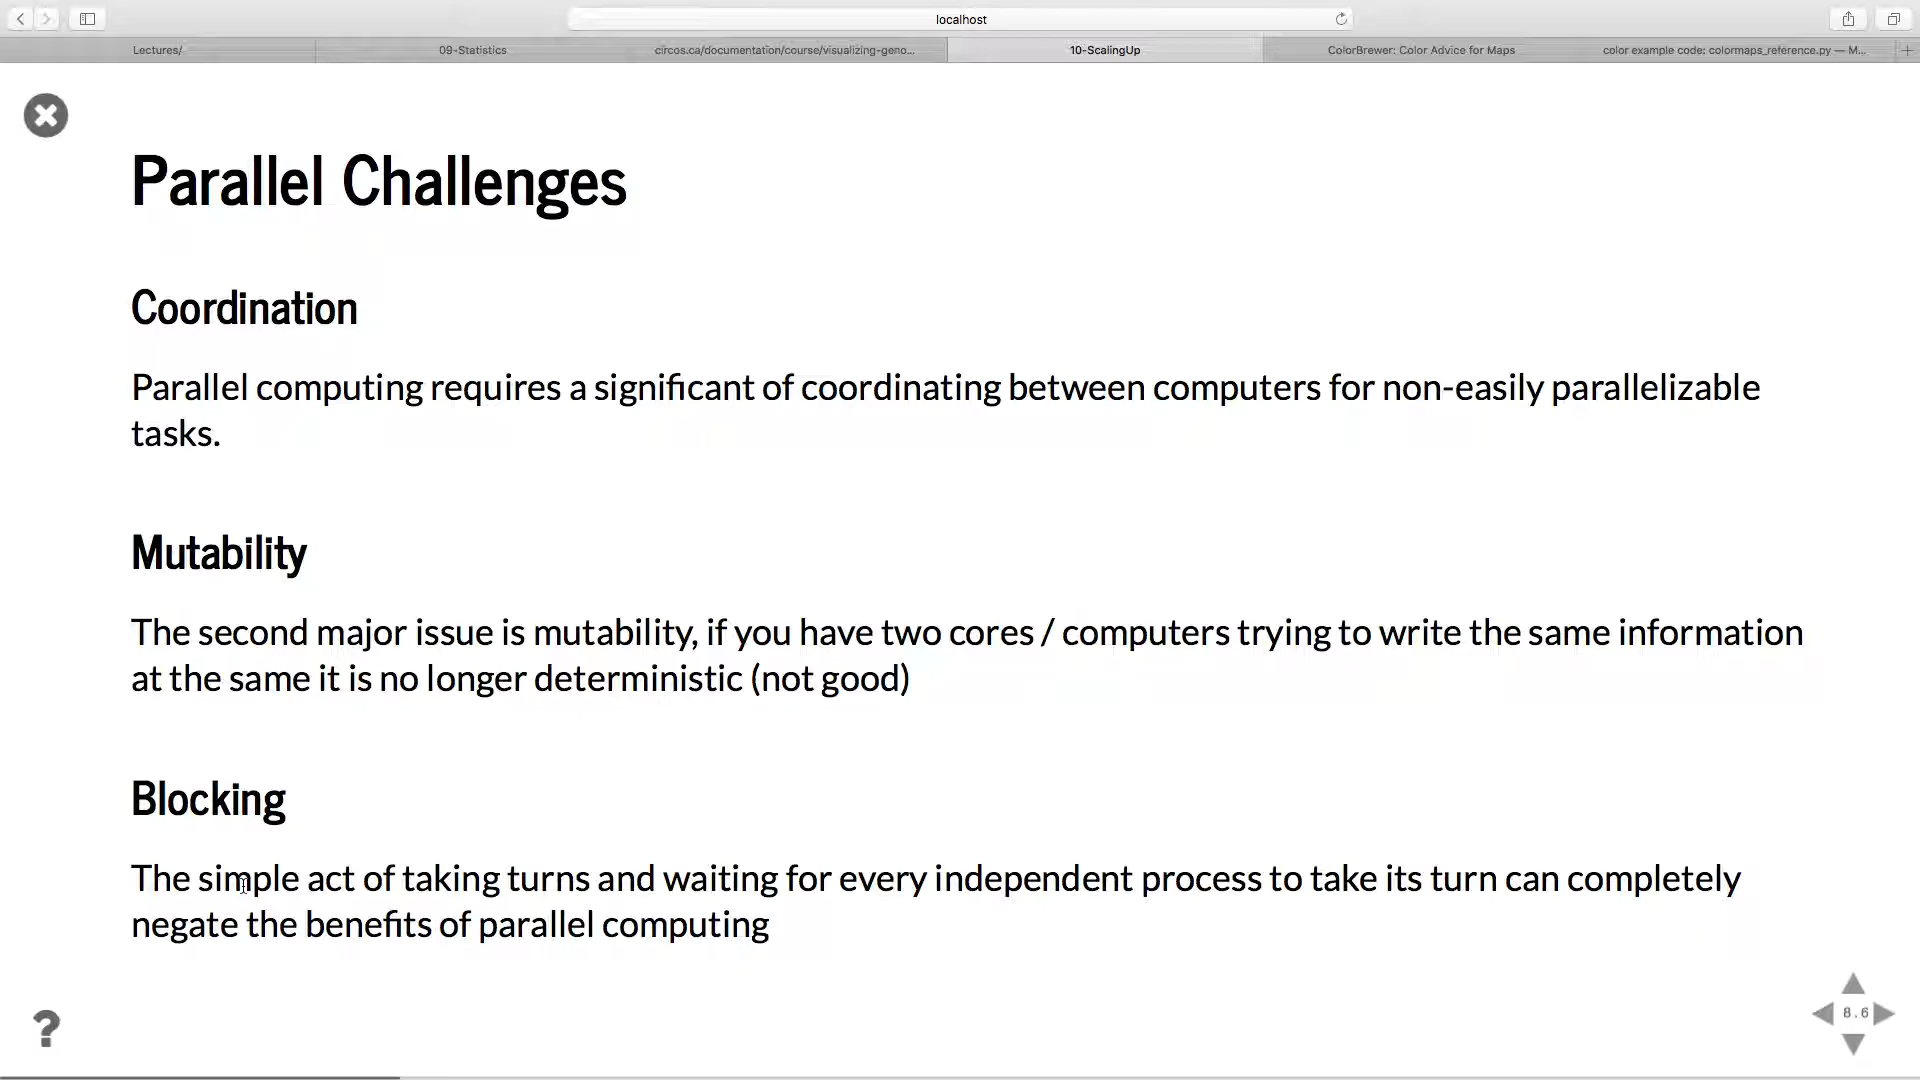 localhost
Lectures/
09-Statistics
circos.ca/documentation/course/visualizing-geno...
10-ScalingUp
ColorBrewer: Color Advice for Maps
color example code: colormaps_reference.py — M...
Parallel Challenges
Coordination
Parallel computing requires a significant of coordinating between computers for non-easily parallelizable
tasks.
Mutability
The second major issue is mutability, if you have two cores / computers trying to write the same information
at the same it is no longer deterministic (not good)
Blocking
The simple act of taking turns and waiting for every independent process to take its turn can completely
negate the benefits of parallel computing
?
8.6